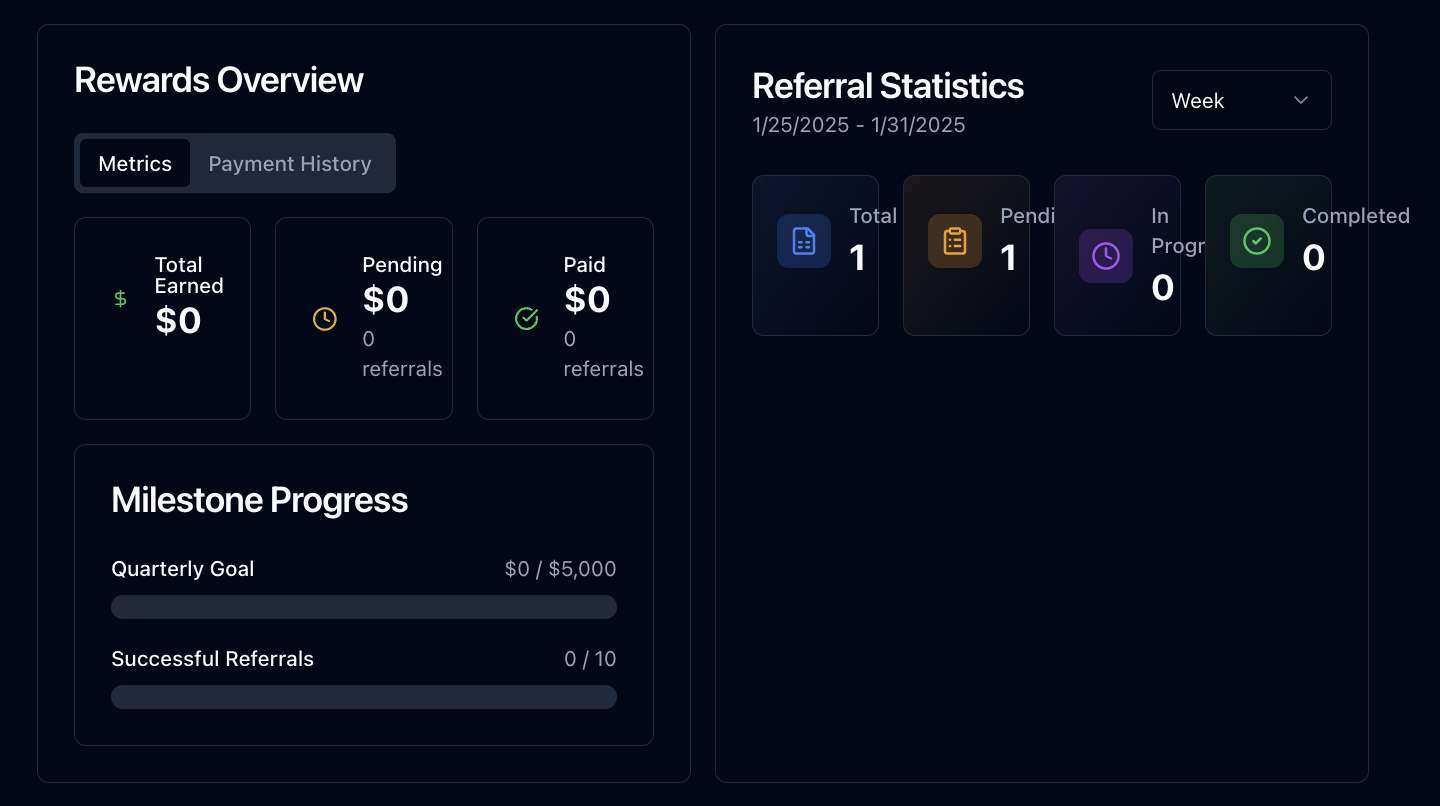 Rewards Overview
Metrics
Payment History
Total
Earned
$0
Pending
$0
0
referrals
Paid
$0
0
referrals
Milestone Progress
Quarterly Goal
$0 / $5,000
Successful Referrals
0 / 10
Referral Statistics
1/25/2025 - 1/31/2025
Week
Total
1
Pendi
1
In
Progr
0
Completed
0